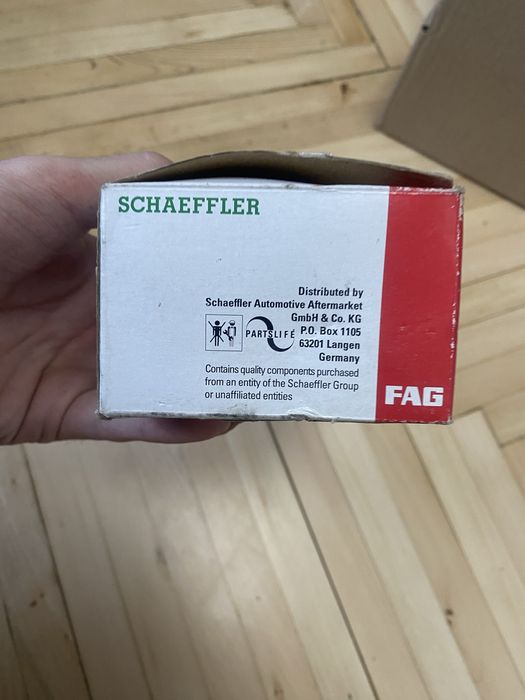 SCHAEFFLER
Distributed by
Schaeffler Automotive Aftermarket
GmbH & Co. KG
P.O. Box 1105
63201 Langen
Germany
PARTSLIFE
Contains quality components purchased
from an entity of the Schaeffler Group
or unaffiliated entities
FAG